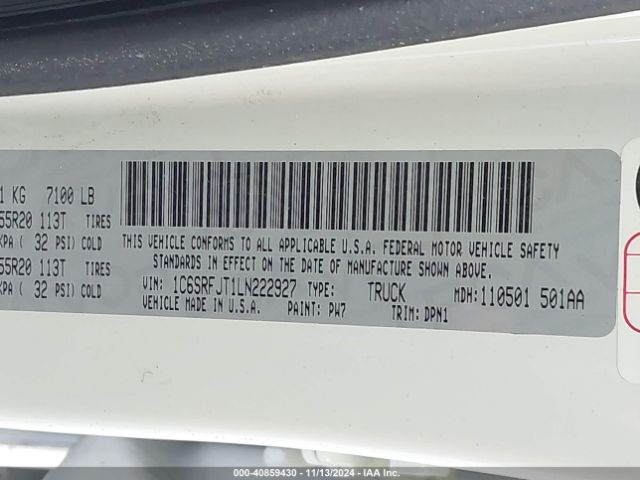 1 KG 7100 LB
55R20 113T TIRES
KPA ( 32 PSI) COLD
55R20 113T TIRES
KPA ( 32 PSI) COLD
THIS VEHICLE CONFORMS TO ALL APPLICABLE U.S.A. FEDERAL MOTOR VEHICLE SAFETY
STANDARDS IN EFFECT ON THE DATE OF MANUFACTURE SHOWN ABOVE.
VIN: 1C6SRFJT1LN222927 TYPE: TRUCK MDH: 110501 501AA
VEHICLE MADE IN U.S.A. PAINT: PW7 TRIM: DPN1
000-40859430 - 11/13/2024 - IAA Inc.